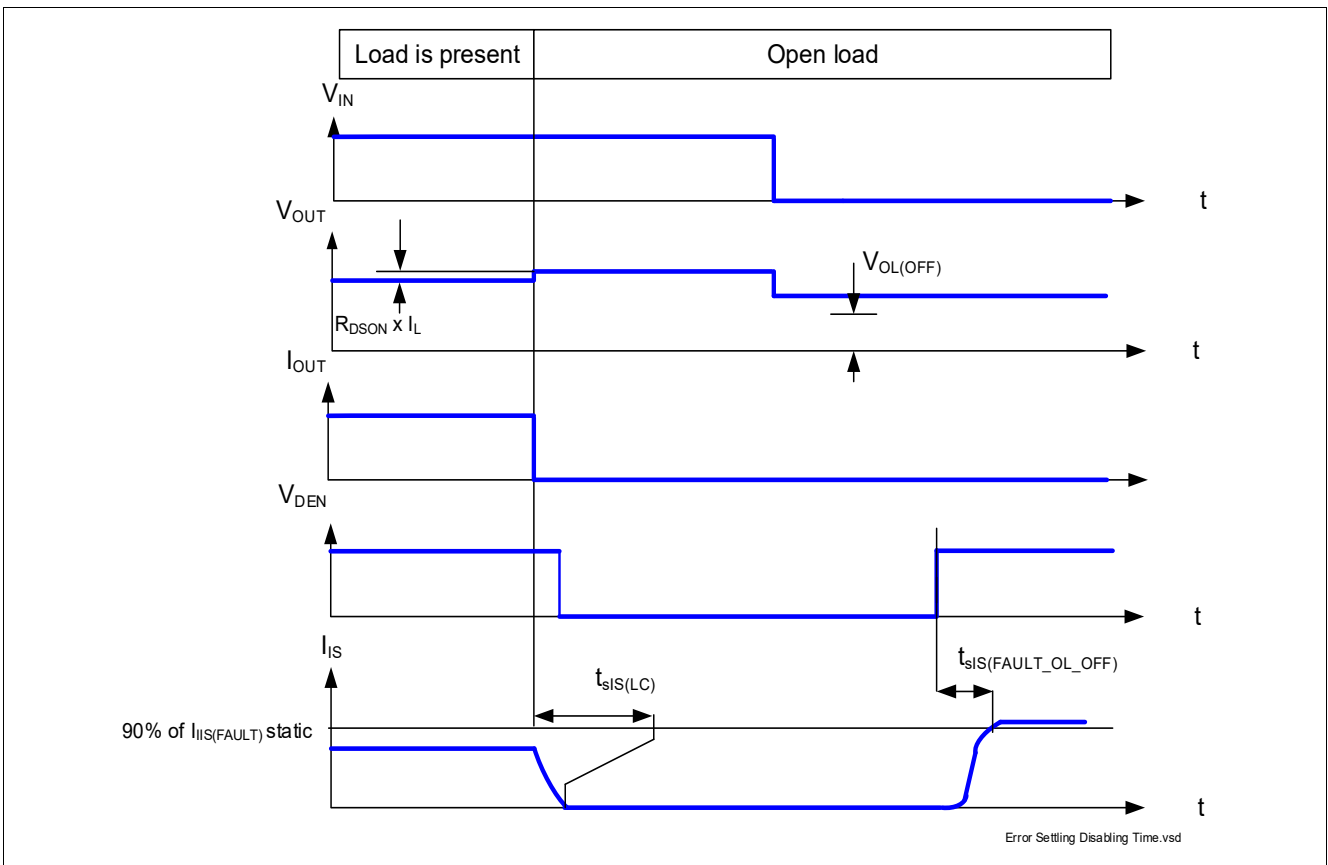 Load is present
Open load
VIN
t
VOUT
VOL(OFF)
RDSON x IL
t
IOUT
VDEN
t
IIS
tsIS(FAULT_OL_OFF)
tsIS(LC)
90% of IIIS(FAULT) static
t
Error Settling Disabling Time.vsd